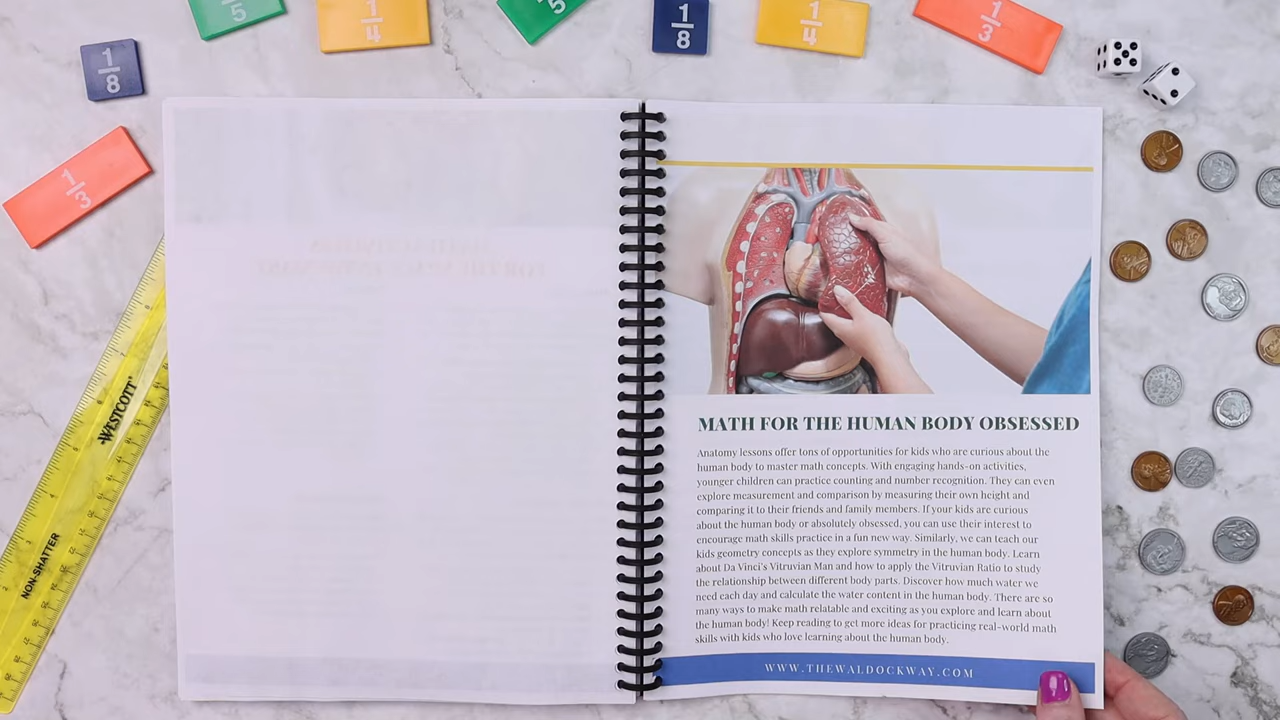 1/5
1/4
1/5
1/8
1/4
1/3
1/8
1/3
WESTCOTT
NON-SHATTER
MATH FOR THE HUMAN BODY OBSESSED
Anatomy lessons offer tons of opportunities for kids who are curious about the
human body to master math concepts. With engaging hands-on activities,
younger children can practice counting and number recognition. They can even
explore measurement and comparison by measuring their own height and
comparing it to their friends and family members. If your kids are curious
about the human body or absolutely obsessed, you can use their interest to
encourage math skills practice in a fun new way. Similarly, we can teach our
kids geometry concepts as they explore symmetry in the human body. Learn
about Da Vinci's Vitruvian Man and how to apply the Vitruvian Ratio to study
the relationship between different body parts. Discover how much water we
need each day and calculate the water content in the human body. There are so
many ways to make math relatable and exciting as you explore and learn about
the human body! Keep reading to get more ideas for practicing real-world math
skills with kids who love learning about the human body.
WWW.THEWALDOCKWAY.COM